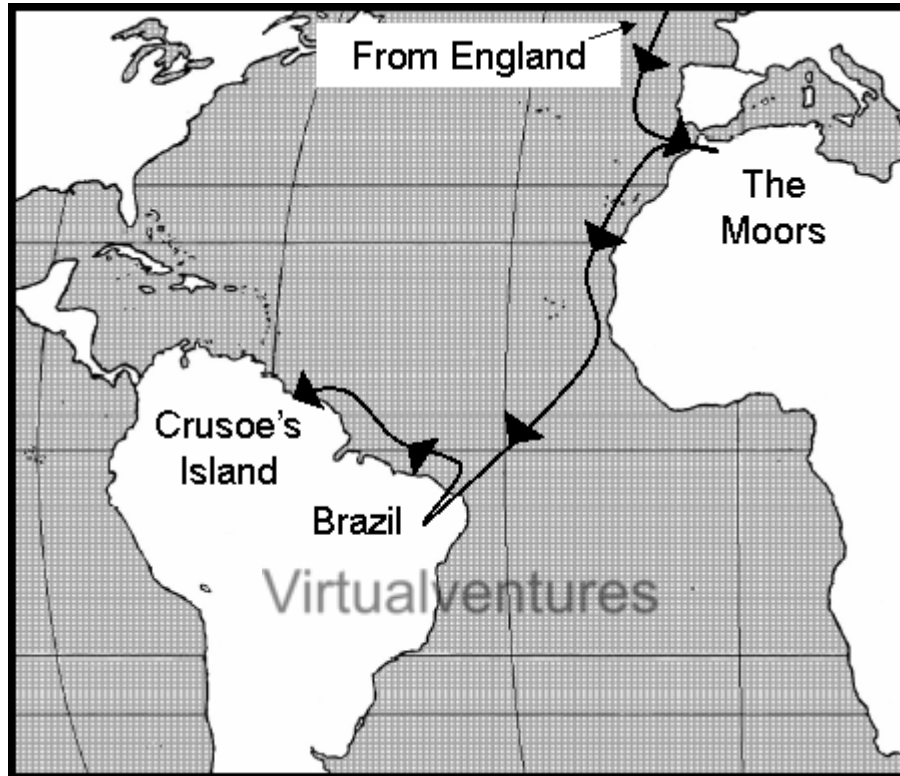 From England
The
Moors
Crusoe's
Island
Brazil
Virtualventures